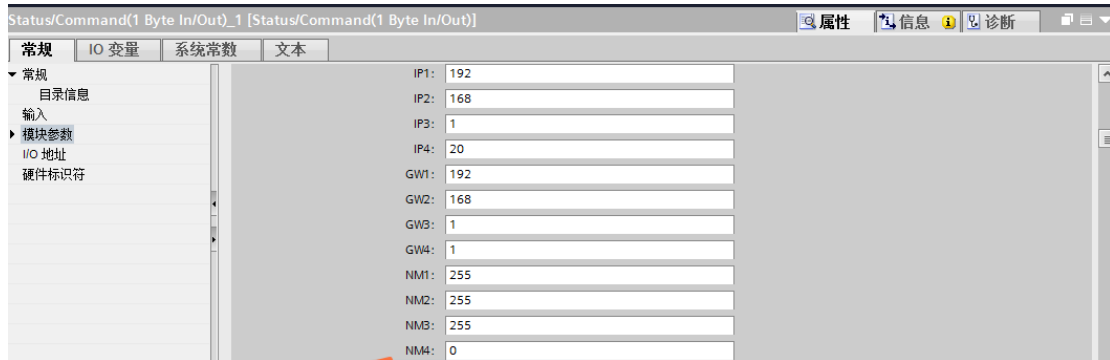 Status/Command(1 Byte In/Out)_1 [Status/Command(1 Byte In/Out)]
属性 信息 诊断
常规 IO 变量 系统常数 文本
常规
目录信息
输入
模块参数
I/O 地址
硬件标识符
IP1: 192
IP2: 168
IP3: 1
IP4: 20
GW1: 192
GW2: 168
GW3: 1
GW4: 1
NM1: 255
NM2: 255
NM3: 255
NM4: 0